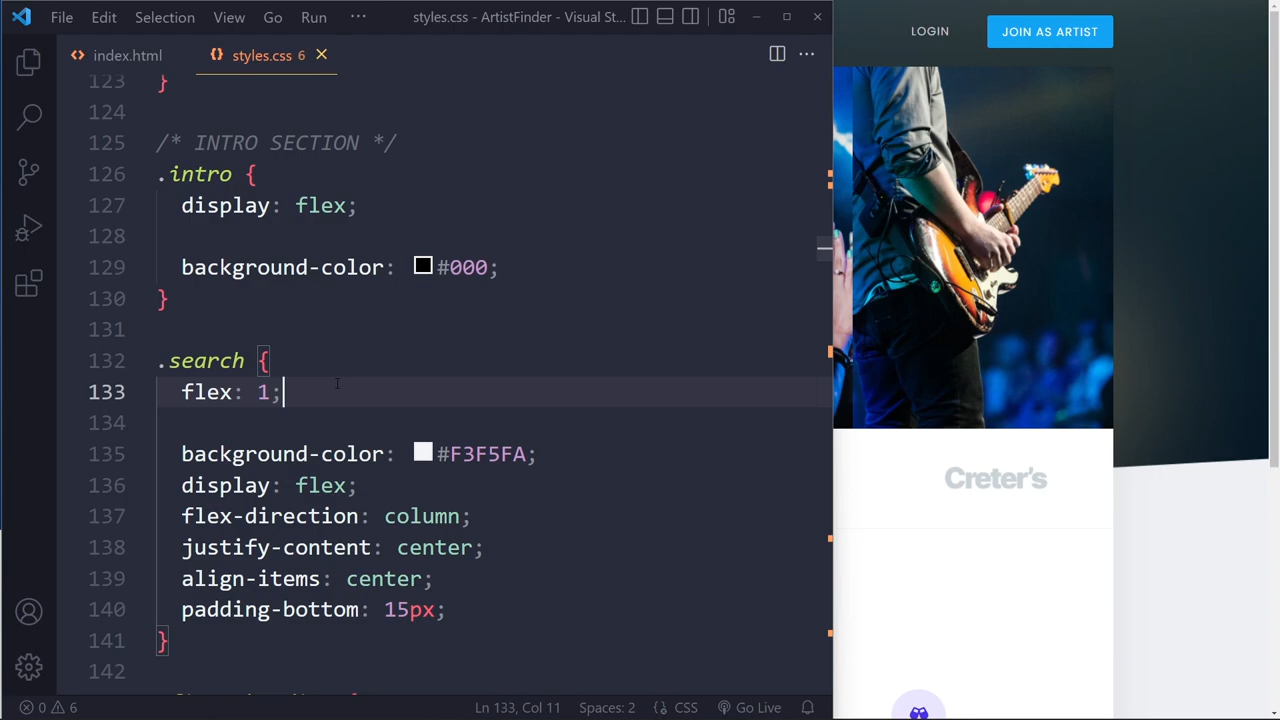 File Edit Selection View Go Run ··· styles.css - ArtistFinder - Visual St...
index.html
styles.css 6
123 }
124
125 /* INTRO SECTION */
126 .intro {
127 display: flex;
128
129 background-color: #000;
130 }
131
132 .search {
133 flex: 1;
134
135 background-color: #F3F5FA;
136 display: flex;
137 flex-direction: column;
138 justify-content: center;
139 align-items: center;
140 padding-bottom: 15px;
141 }
142
0 6 Ln 133, Col 11 Spaces: 2 {} CSS Go Live
LOGIN JOIN AS ARTIST
Creter's